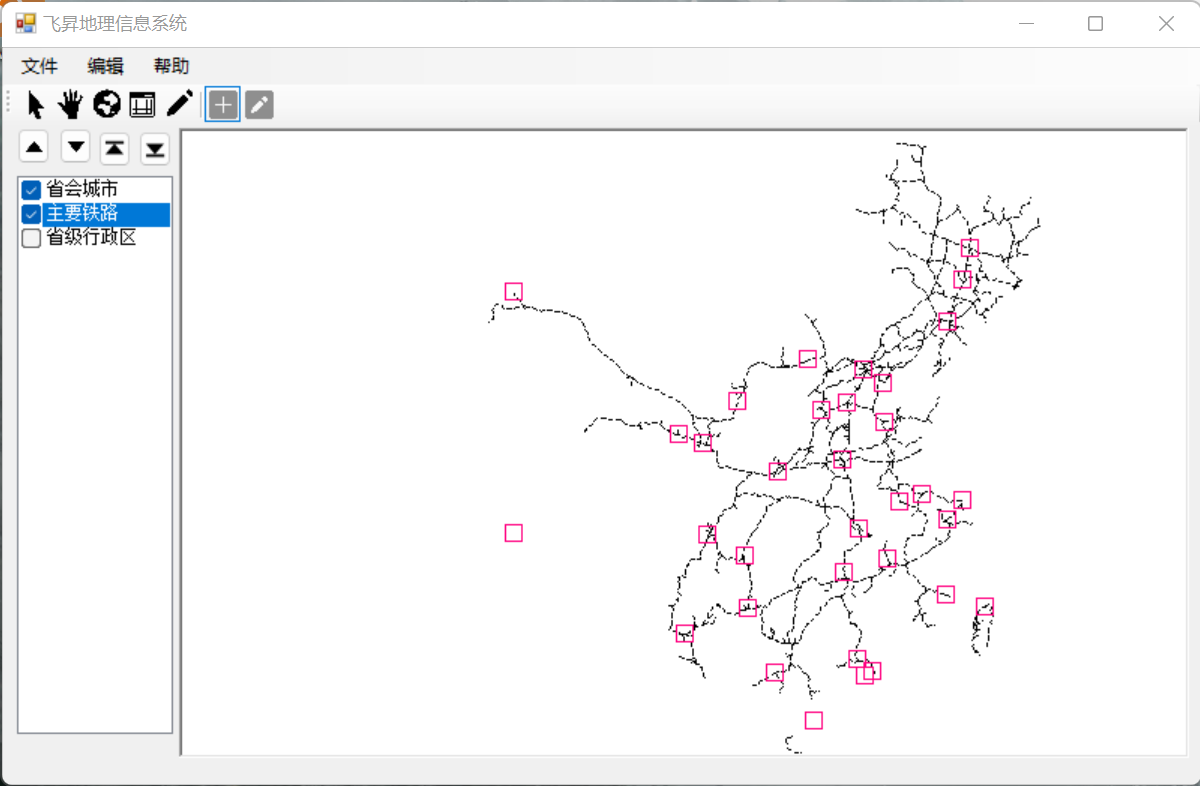 飞昇地理信息系统
文件 编辑 帮助
省会城市
主要铁路
省级行政区